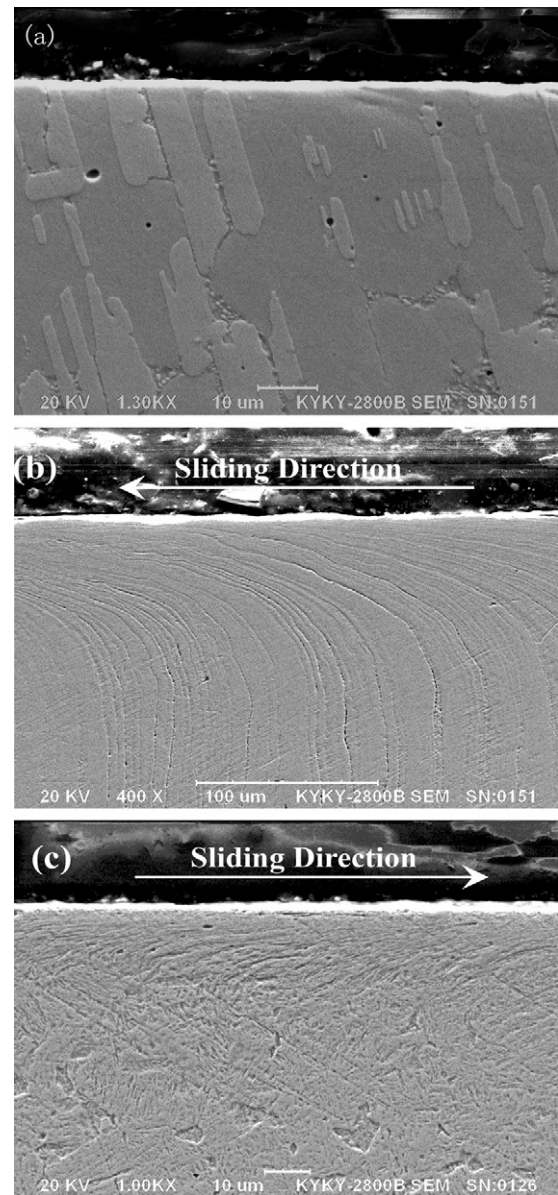 (a)
20 KV 1.30KX 10 um KYKY-2800B SEM SN:0151
(b)
Sliding Direction
20 KV 400 X 100 um KYKY-2800B SEM SN:0151
(c)
Sliding Direction
20 KV 1.00KX 10 um KYKY-2800B SEM SN:0126